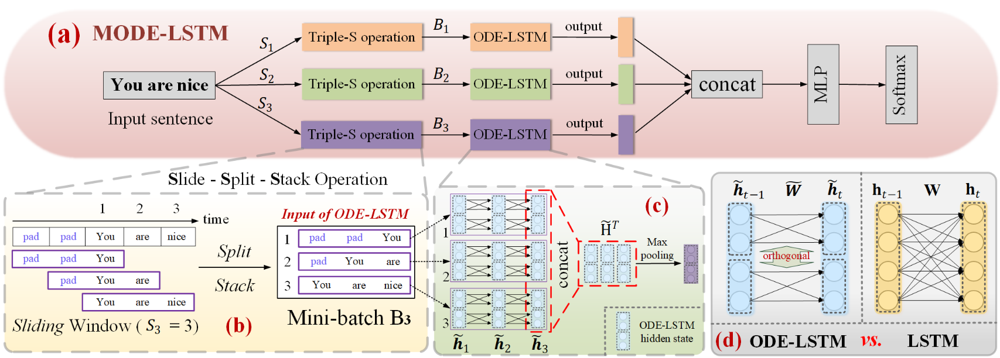 (a) MODE-LSTM
You are nice
Input sentence
S₁
S₂
S₃
Triple-S operation
B₁
ODE-LSTM
output
Triple-S operation
B₂
ODE-LSTM
output
Triple-S operation
B₃
ODE-LSTM
output
concat
MLP
Softmax
Slide - Split - Stack Operation
1 2 3
time
pad pad You are nice
pad pad You
pad You are
You are nice
Sliding Window ( S₃ = 3)
(b)
Split
Stack
Input of ODE-LSTM
1 pad pad You
2 pad You are
3 You are nice
Mini-batch B₃
(c)
1
2
3
h̃₁ h̃₂ h̃₃
concat
H̃ᵀ
Max
pooling
ODE-LSTM
hidden state
h̃ₜ₋₁ W̃ h̃ₜ
orthogonal
hₜ₋₁ W hₜ
(d) ODE-LSTM vs. LSTM